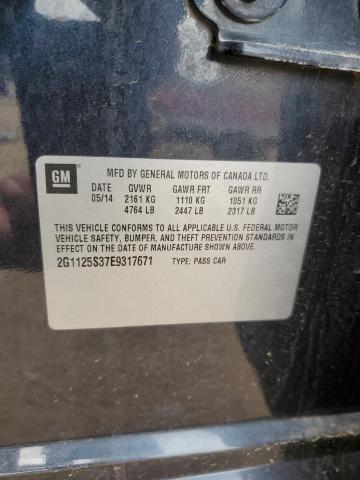 GM
MFD BY GENERAL MOTORS OF CANADA LTD.
DATE GVWR GAWR FRT GAWR RR
05/14 2161 KG 1110 KG 1051 KG
4764 LB 2447 LB 2317 LB
THIS VEHICLE CONFORMS TO ALL APPLICABLE U.S. FEDERAL MOTOR
VEHICLE SAFETY, BUMPER, AND THEFT PREVENTION STANDARDS IN
EFFECT ON THE DATE OF MANUFACTURE SHOWN ABOVE.
2G1125S37E9317671 TYPE: PASS CAR